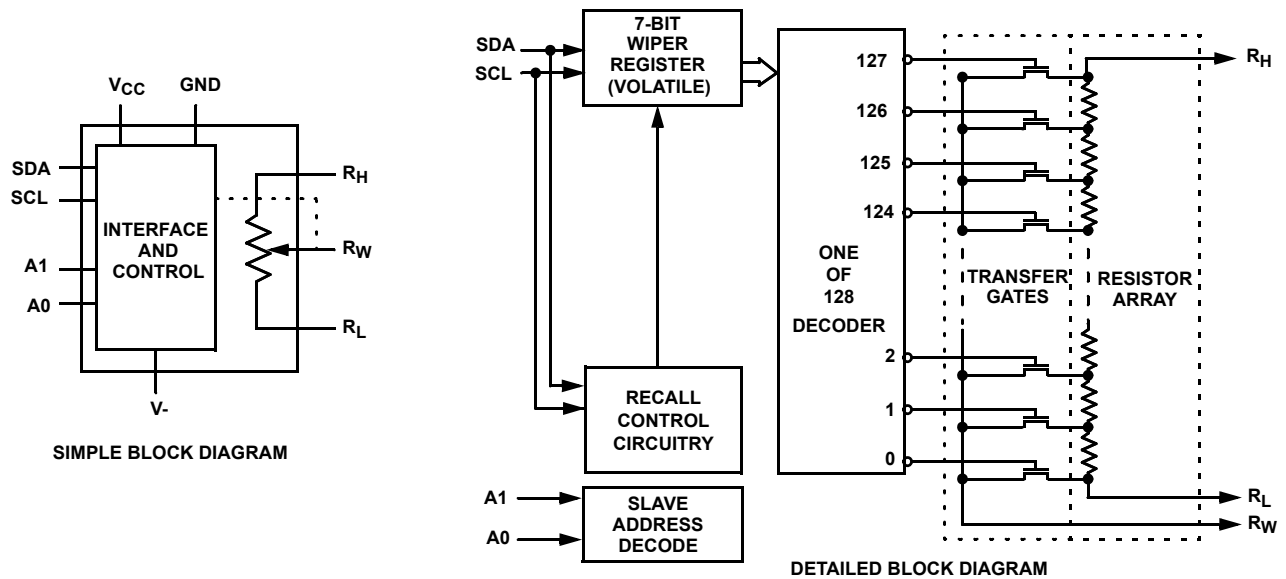 VCC
GND
SDA
SCL
A1
A0
INTERFACE
AND
CONTROL
RH
RW
RL
V-
SIMPLE BLOCK DIAGRAM
SDA
SCL
7-BIT
WIPER
REGISTER
(VOLATILE)
RECALL
CONTROL
CIRCUITRY
A1
A0
SLAVE
ADDRESS
DECODE
ONE
OF
128
DECODER
127
126
125
124
2
1
0
TRANSFER
GATES
RESISTOR
ARRAY
RH
RL
RW
DETAILED BLOCK DIAGRAM